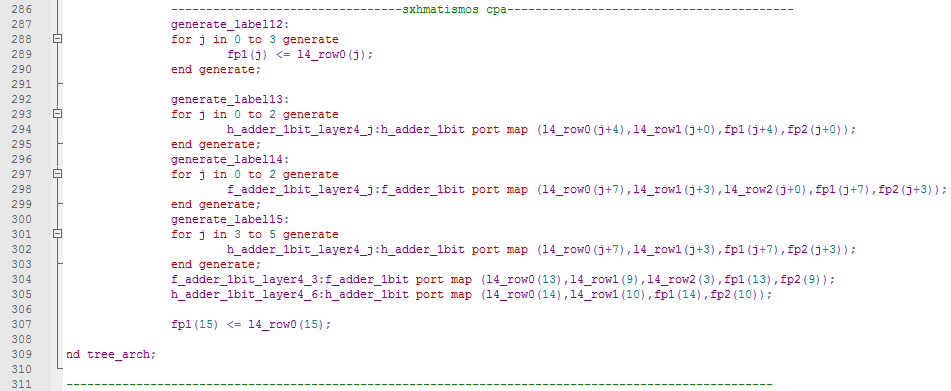 286 ---------------------------------sxhmatismos cpa-----------------------------------------
287 generate_label12:
288 for j in 0 to 3 generate
289 fp1(j) <= l4_row0(j);
290 end generate;
291
292 generate_label13:
293 for j in 0 to 2 generate
294 h_adder_1bit_layer4_j:h_adder_1bit port map (l4_row0(j+4),l4_row1(j+0),fp1(j+4),fp2(j+0));
295 end generate;
296 generate_label14:
297 for j in 0 to 2 generate
298 f_adder_1bit_layer4_j:f_adder_1bit port map (l4_row0(j+7),l4_row1(j+3),l4_row2(j+0),fp1(j+7),fp2(j+3));
299 end generate;
300 generate_label15:
301 for j in 3 to 5 generate
302 h_adder_1bit_layer4_j:h_adder_1bit port map (l4_row0(j+7),l4_row1(j+3),fp1(j+7),fp2(j+3));
303 end generate;
304 f_adder_1bit_layer4_3:f_adder_1bit port map (l4_row0(13),l4_row1(9),l4_row2(3),fp1(13),fp2(9));
305 h_adder_1bit_layer4_6:h_adder_1bit port map (l4_row0(14),l4_row1(10),fp1(14),fp2(10));
306
307 fp1(15) <= l4_row0(15);
308
309 nd tree_arch;
310
311 -----------------------------------------------------------------------------------------------------